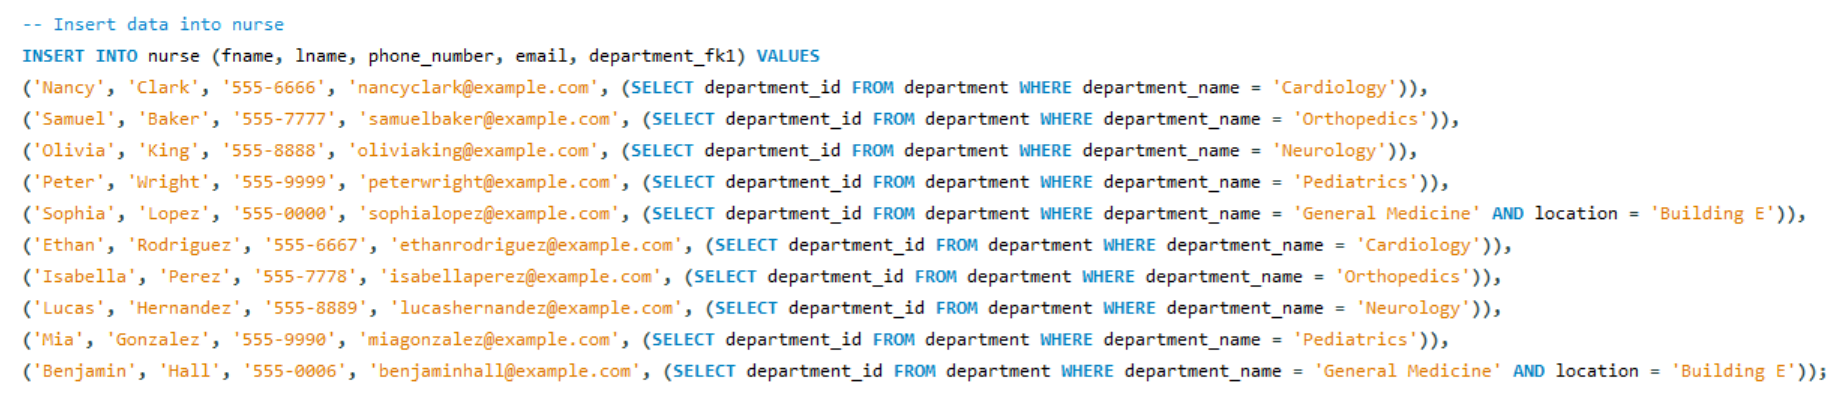 -- Insert data into nurse
INSERT INTO nurse (fname, lname, phone_number, email, department_fk1) VALUES
('Nancy', 'Clark', '555-6666', 'nancyclark@example.com', (SELECT department_id FROM department WHERE department_name = 'Cardiology')),
('Samuel', 'Baker', '555-7777', 'samuelbaker@example.com', (SELECT department_id FROM department WHERE department_name = 'Orthopedics')),
('Olivia', 'King', '555-8888', 'oliviaking@example.com', (SELECT department_id FROM department WHERE department_name = 'Neurology')),
('Peter', 'Wright', '555-9999', 'peterwright@example.com', (SELECT department_id FROM department WHERE department_name = 'Pediatrics')),
('Sophia', 'Lopez', '555-0000', 'sophialopez@example.com', (SELECT department_id FROM department WHERE department_name = 'General Medicine' AND location = 'Building E')),
('Ethan', 'Rodriguez', '555-6667', 'ethanrodriguez@example.com', (SELECT department_id FROM department WHERE department_name = 'Cardiology')),
('Isabella', 'Perez', '555-7778', 'isabellaperez@example.com', (SELECT department_id FROM department WHERE department_name = 'Orthopedics')),
('Lucas', 'Hernandez', '555-8889', 'lucashernandez@example.com', (SELECT department_id FROM department WHERE department_name = 'Neurology')),
('Mia', 'Gonzalez', '555-9990', 'miagonzalez@example.com', (SELECT department_id FROM department WHERE department_name = 'Pediatrics')),
('Benjamin', 'Hall', '555-0006', 'benjaminhall@example.com', (SELECT department_id FROM department WHERE department_name = 'General Medicine' AND location = 'Building E'));